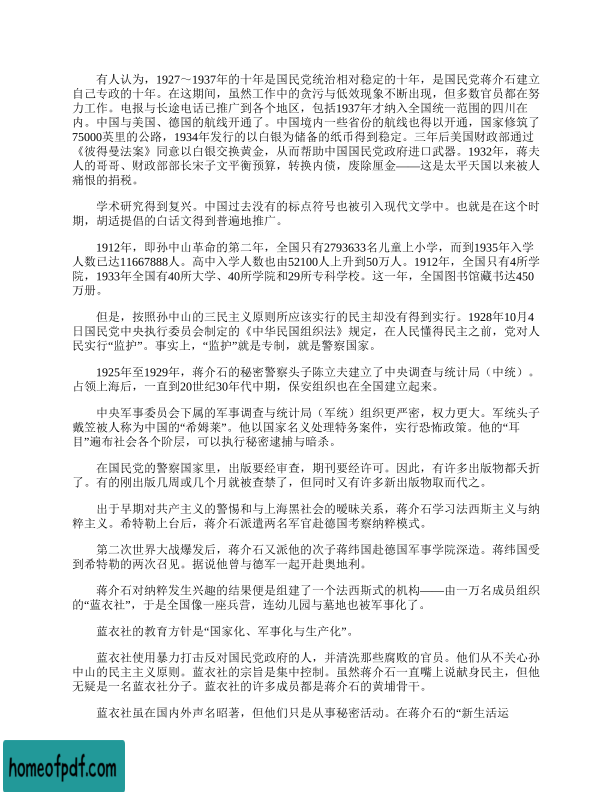 有人认为，1927～1937年的十年是国民党统治相对稳定的十年，是国民党蒋介石建立
自己专政的十年。在这期间，虽然工作中的贪污与低效现象不断出现，但多数官员都在努
力工作。电报与长途电话已推广到各个地区，包括1937年才纳入全国统一范围的四川在
内。中国与美国、德国的航线开通了。中国境内一些省份的航线也得以开通，国家修筑了
75000英里的公路，1934年发行的以白银为储备的纸币得到稳定。三年后美国财政部通过
《彼得曼法案》同意以白银交换黄金，从而帮助中国国民党政府进口武器。1932年，蒋夫
人的哥哥、财政部部长宋子文平衡预算，转换内债，废除厘金——这是太平天国以来被人
痛恨的捐税。
学术研究得到复兴。中国过去没有的标点符号也被引入现代文学中。也就是在这个时
期，胡适提倡的白话文得到普遍地推广。
1912年，即孙中山革命的第二年，全国只有2793633名儿童上小学，而到1935年入学
人数已达11667888人。高中入学人数也由52100人上升到50万人。1912年，全国只有4所学
院，1933年全国有40所大学、40所学院和29所专科学校。这一年，全国图书馆藏书达450
万册。
但是，按照孙中山的三民主义原则所应该实行的民主却没有得到实行。1928年10月4
日国民党中央执行委员会制定的《中华民国组织法》规定，在人民懂得民主之前，党对人
民实行“监护”。事实上，“监护”就是专制，就是警察国家。
1925年至1929年，蒋介石的秘密警察头子陈立夫建立了中央调查与统计局（中统）。
占领上海后，一直到20世纪30年代中期，保安组织也在全国建立起来。
中央军事委员会下属的军事调查与统计局（军统）组织更严密，权力更大。军统头子
戴笠被人称为中国的“希姆莱”。他以国家名义处理特务案件，实行恐怖政策。他的“耳
目”遍布社会各个阶层，可以执行秘密逮捕与暗杀。
在国民党的警察国家里，出版要经审查，期刊要经许可。因此，有许多出版物都夭折
了。有的刚出版几周或几个月就被查禁了，但同时又有许多新出版物取而代之。
出于早期对共产主义的警惕和与上海黑社会的暧昧关系，蒋介石学习法西斯主义与纳
粹主义。希特勒上台后，蒋介石派遣两名军官赴德国考察纳粹模式。
第二次世界大战爆发后，蒋介石又派他的次子蒋纬国赴德国军事学院深造。蒋纬国受
到希特勒的两次召见。据说他曾与德军一起开赴奥地利。
蒋介石对纳粹发生兴趣的结果便是组建了一个法西斯式的机构——由一万名成员组织
的“蓝衣社”，于是全国像一座兵营，连幼儿园与墓地也被军事化了。
蓝衣社的教育方针是“国家化、军事化与生产化”。
蓝衣社使用暴力打击反对国民党政府的人，并清洗那些腐败的官员。他们从不关心孙
中山的民主主义原则。蓝衣社的宗旨是集中控制。虽然蒋介石一直嘴上说献身民主，但他
无疑是一名蓝衣社分子。蓝衣社的许多成员都是蒋介石的黄埔骨干。
蓝衣社虽在国内外声名昭著，但他们只是从事秘密活动。在蒋介石的“新生活运
homeofpdf.com